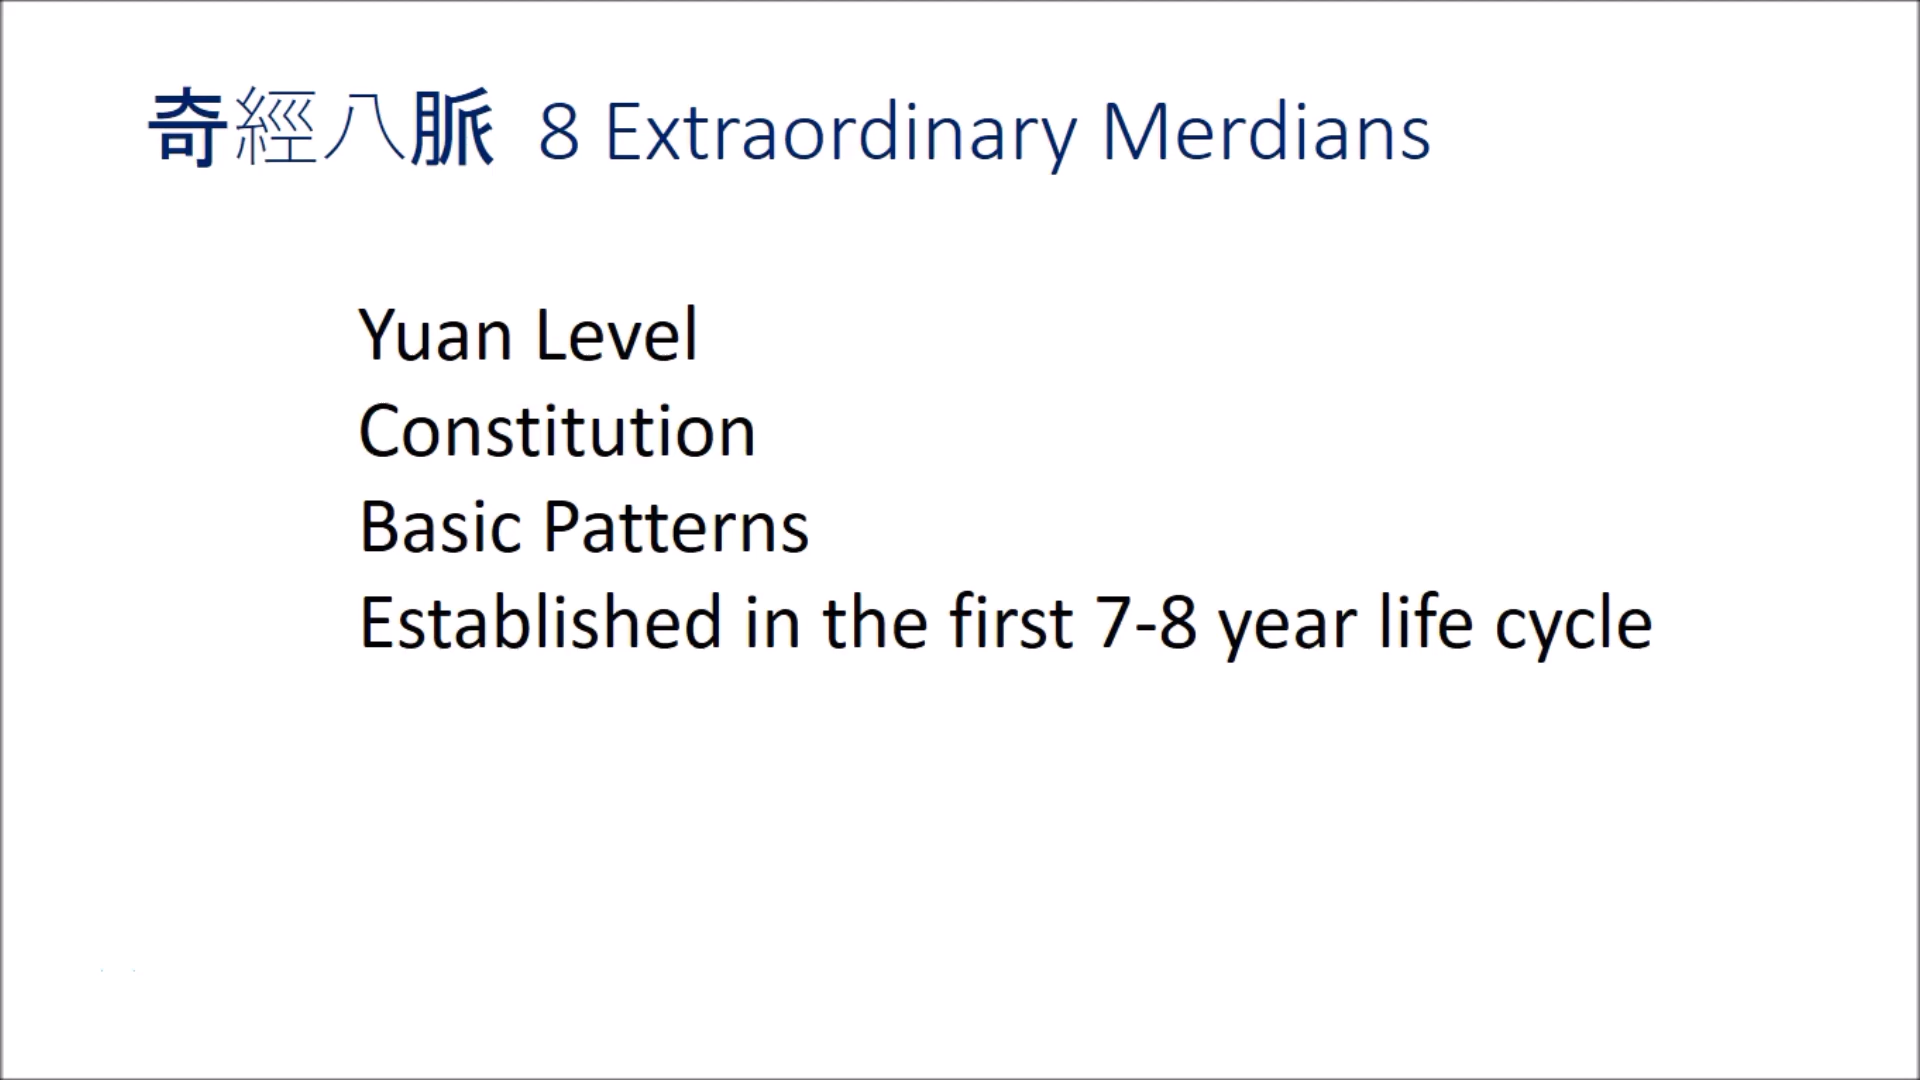 奇經八脈 8 Extraordinary Merdians
Yuan Level
Constitution
Basic Patterns
Established in the first 7-8 year life cycle